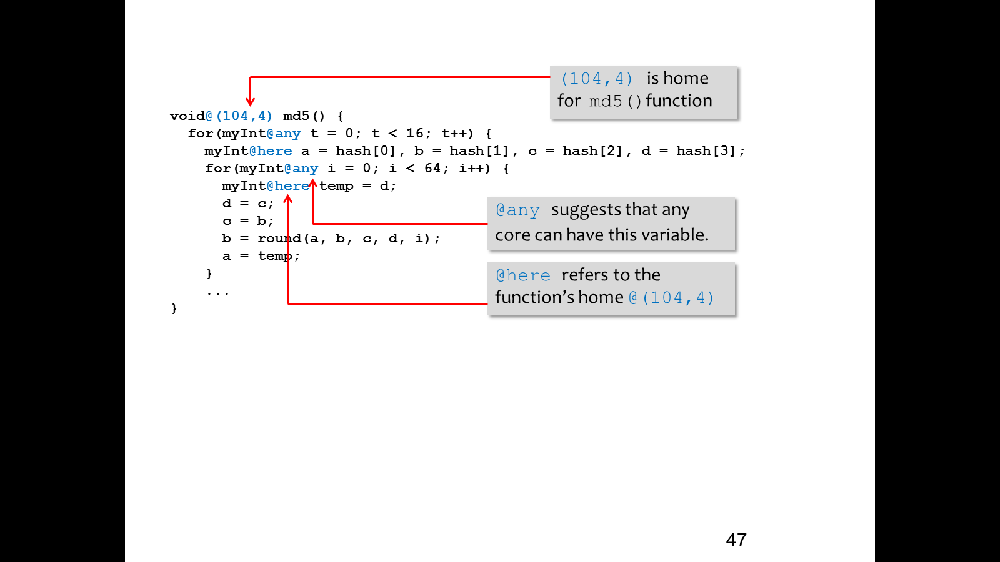 (104,4) is home
for md5()function
void@(104,4) md5() {
for(myInt@any t = 0; t < 16; t++) {
myInt@here a = hash[0], b = hash[1], c = hash[2], d = hash[3];
for(myInt@any i = 0; i < 64; i++) {
myInt@here temp = d;
d = c;
c = b;
b = round(a, b, c, d, i);
a = temp;
}
...
}
@any suggests that any
core can have this variable.
@here refers to the
function’s home @(104,4)
47